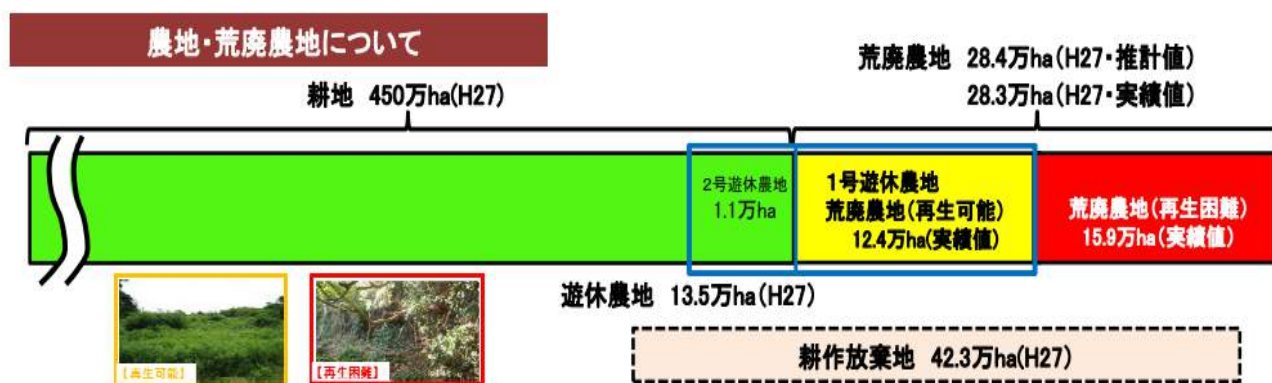 農地・荒廃農地について
耕地 450万ha(H27)
荒廃農地 28.4万ha(H27・推計値)
28.3万ha(H27・実績値)
2号遊休農地
1.1万ha
1号遊休農地
荒廃農地(再生可能)
12.4万ha(実績値)
荒廃農地(再生困難)
15.9万ha(実績値)
遊休農地 13.5万ha(H27)
【再生可能】
【再生困難】
耕作放棄地 42.3万ha(H27)